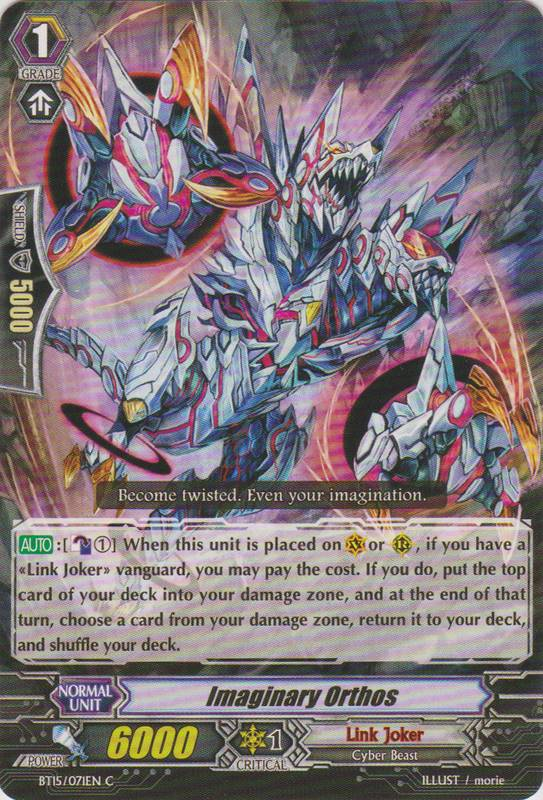 1
GRADE
SHIELD
5000
Become twisted. Even your imagination.
AUTO :[ ①] When this unit is placed on or , if you have a
«Link Joker» vanguard, you may pay the cost. If you do, put the top
card of your deck into your damage zone, and at the end of that
turn, choose a card from your damage zone, return it to your deck,
and shuffle your deck.
NORMAL
UNIT
Imaginary Orthos
POWER
6000
1
CRITICAL
Link Joker
Cyber Beast
BT15/071EN C
ILLUST / morie